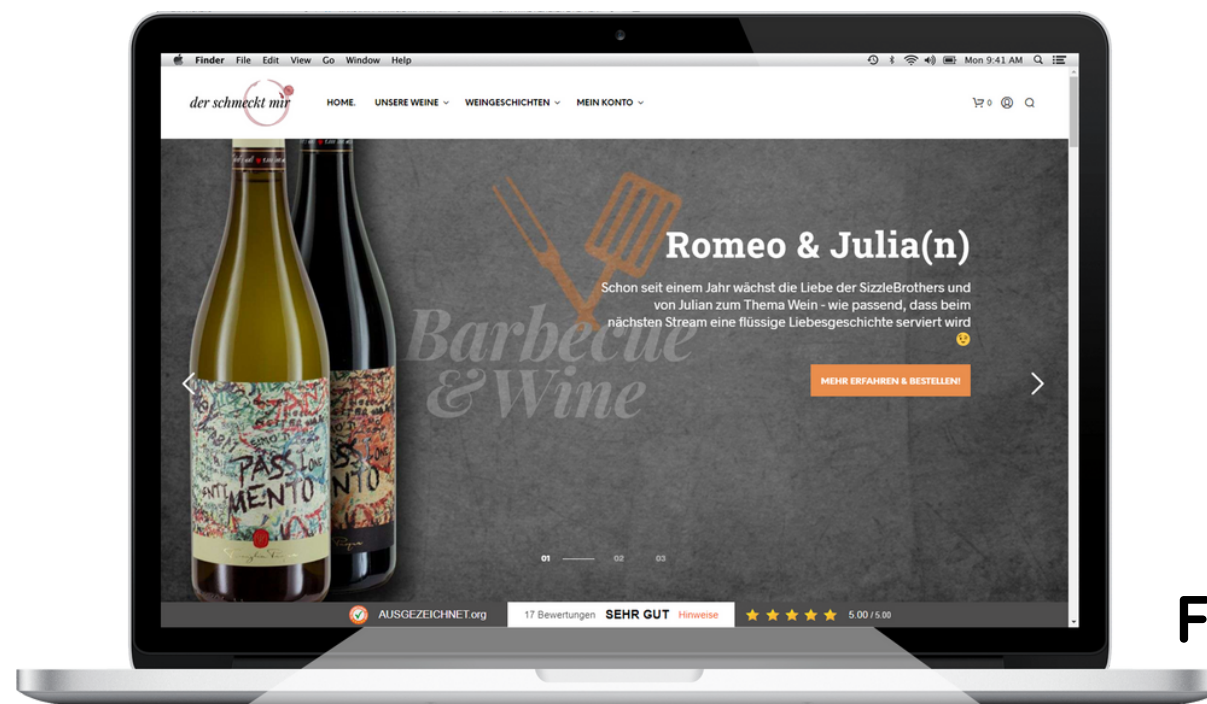 Finder File Edit View Go Window Help
Mon 9:41 AM
der schmeckt mir
HOME. UNSERE WEINE WEINGESCHICHTEN MEIN KONTO
0
Romeo & Julia(n)
Schon seit einem Jahr wächst die Liebe der SizzleBrothers und
von Julian zum Thema Wein - wie passend, dass beim
nächsten Stream eine flüssige Liebesgeschichte serviert wird
MEHR ERFAHREN & BESTELLEN!
Barbecue
& Wine
PASSIONE
MENTO
NTO
01 02 03
AUSGEZEICHNET.org 17 Bewertungen SEHR GUT Hinweise 5.00 / 5.00
F